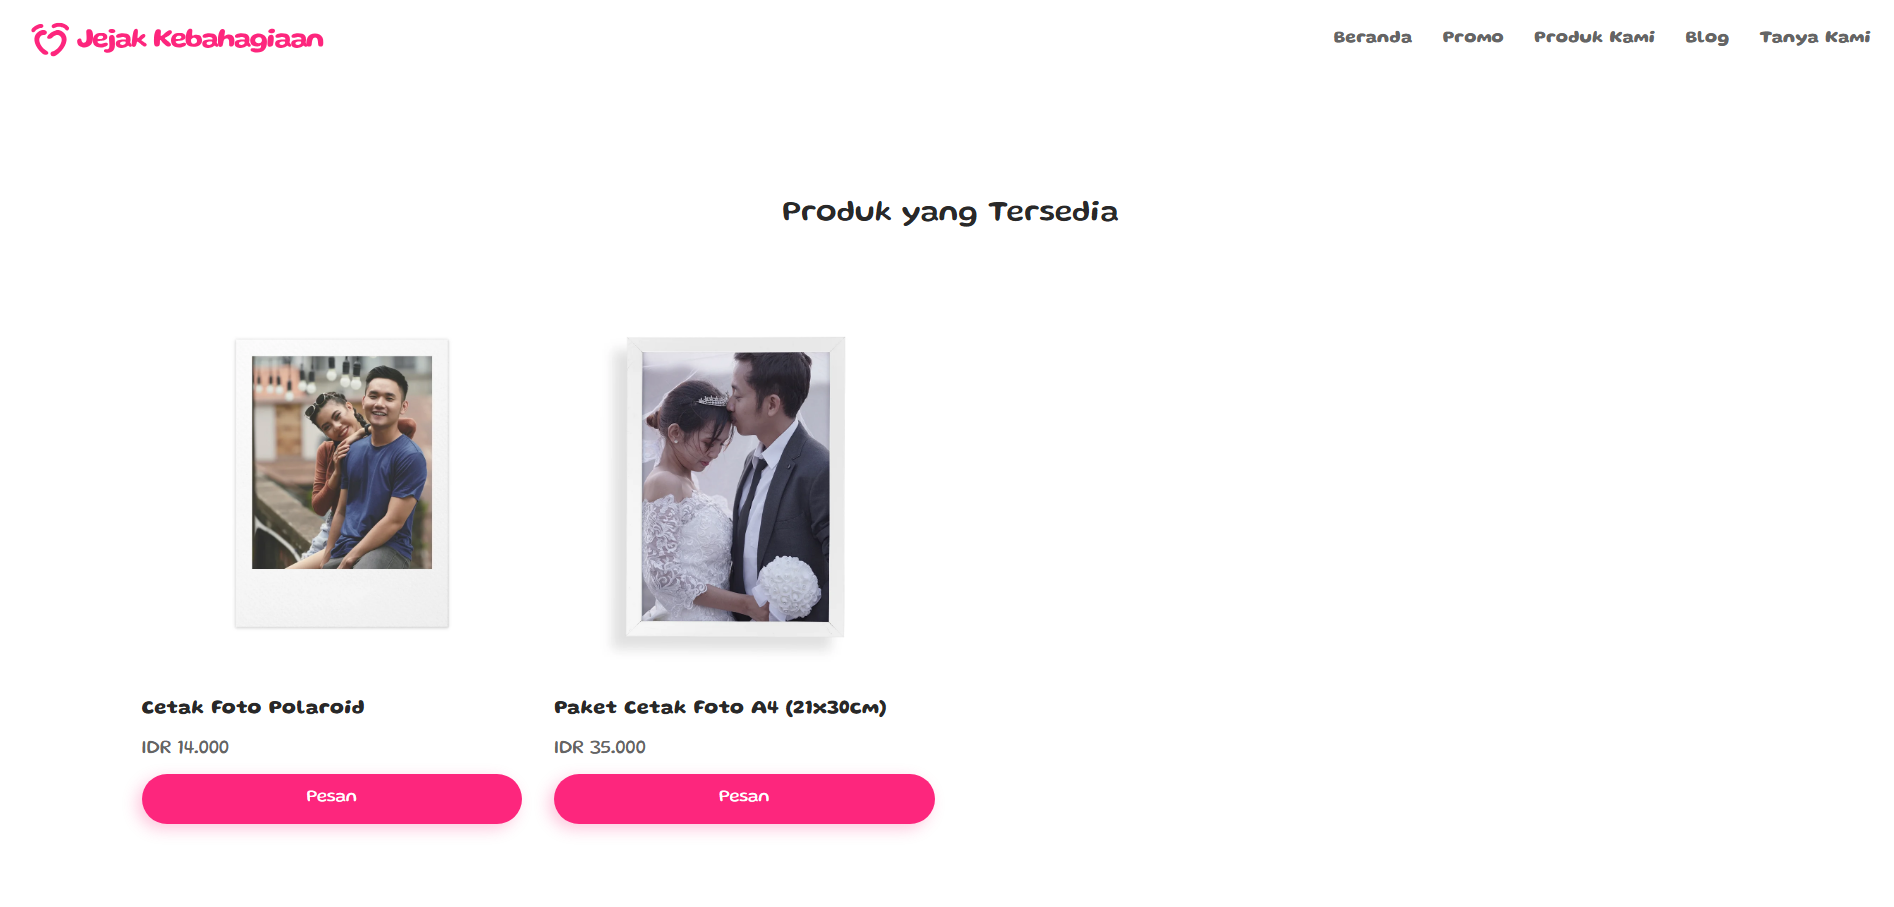 Jejak Kebahagiaan
Beranda Promo Produk Kami Blog Tanya Kami
Produk yang Tersedia
Cetak Foto Polaroid
IDR 14.000
Pesan
Paket Cetak Foto A4 (21x30cm)
IDR 35.000
Pesan